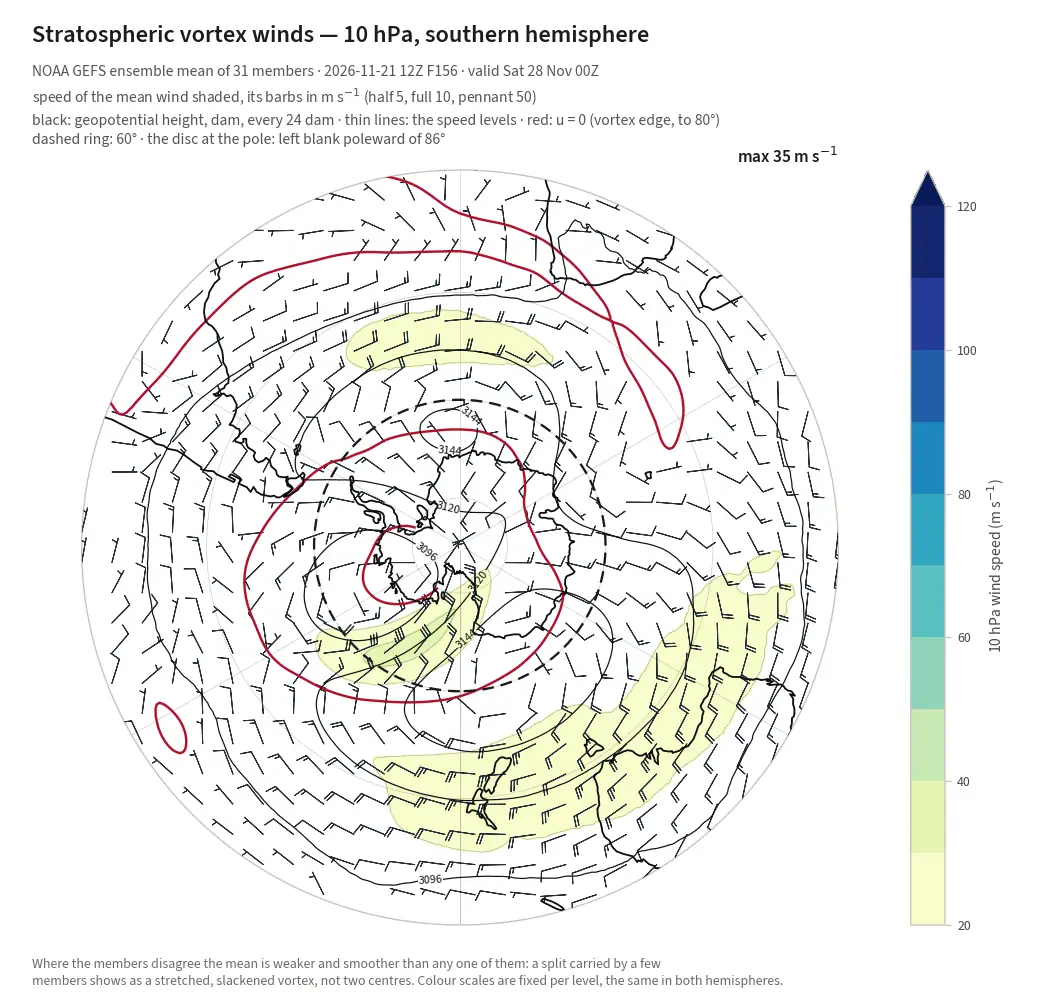 Stratospheric vortex winds — 10 hPa, southern hemisphere
NOAA GEFS ensemble mean of 31 members · 2026-11-21 12Z F156 · valid Sat 28 Nov 00Z
speed of the mean wind shaded, its barbs in m s⁻¹ (half 5, full 10, pennant 50)
black: geopotential height, dam, every 24 dam · thin lines: the speed levels · red: u = 0 (vortex edge, to 80°)
dashed ring: 60° · the disc at the pole: left blank poleward of 86°
max 35 m s⁻¹
120
100
80
60
40
20
10 hPa wind speed (m s⁻¹)
3144
3144
3120
3096
3120
3144
3096
Where the members disagree the mean is weaker and smoother than any one of them: a split carried by a few
members shows as a stretched, slackened vortex, not two centres. Colour scales are fixed per level, the same in both hemispheres.